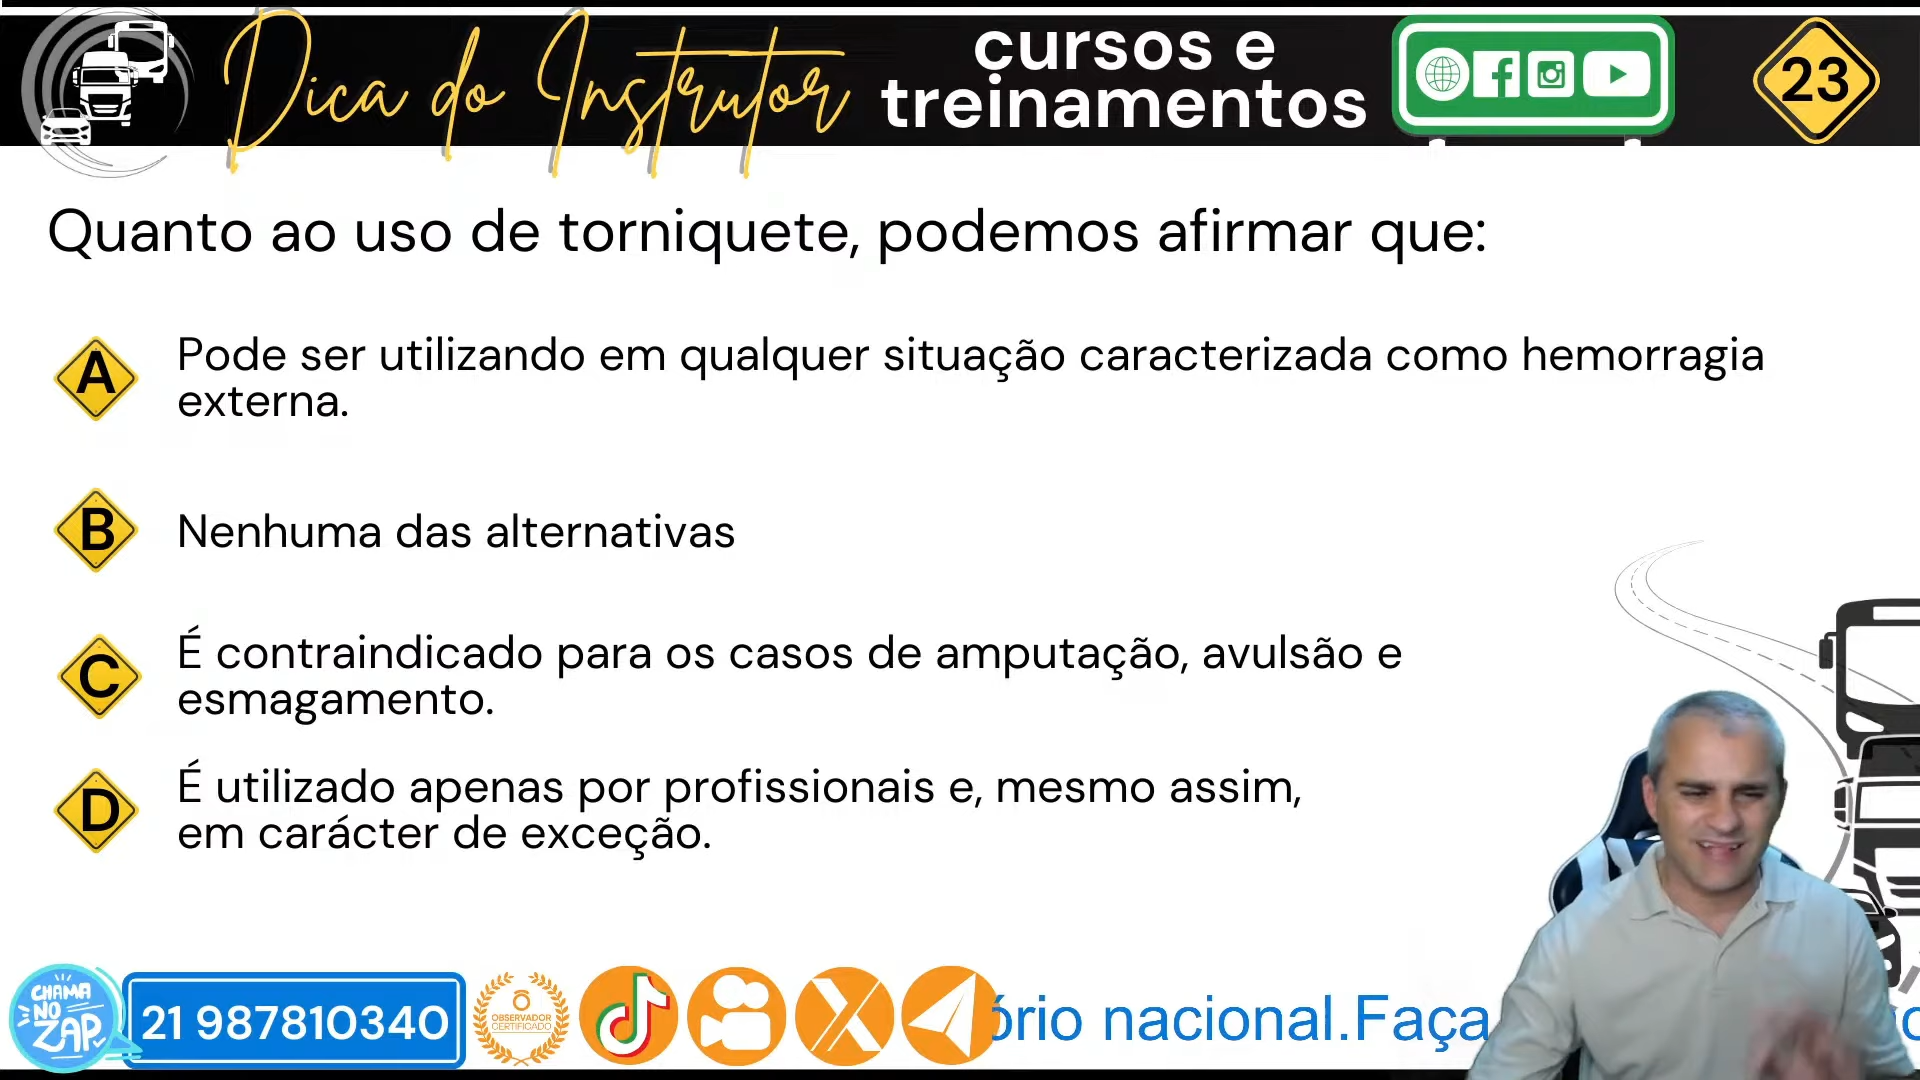 Dica do Instrutor
cursos e
treinamentos
23
Quanto ao uso de torniquete, podemos afirmar que:
A
Pode ser utilizando em qualquer situação caracterizada como hemorragia
externa.
B
Nenhuma das alternativas
C
É contraindicado para os casos de amputação, avulsão e
esmagamento.
D
É utilizado apenas por profissionais e, mesmo assim,
em carácter de exceção.
CHAMA
NO
ZAP
21 987810340
OBSERVADOR
CERTIFICADO
ório nacional.Faça